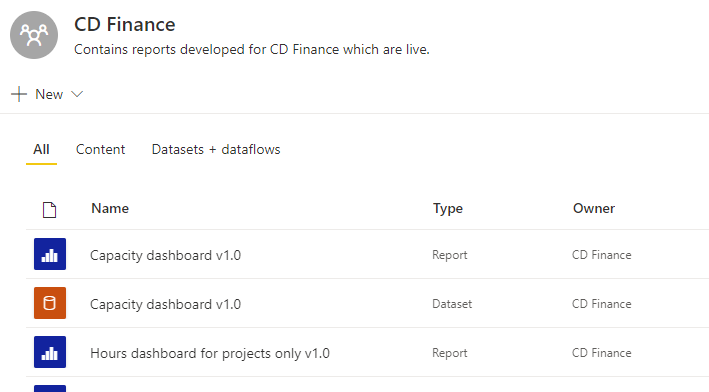 CD Finance
Contains reports developed for CD Finance which are live.
New
All Content Datasets + dataflows
Name Type Owner
Capacity dashboard v1.0 Report CD Finance
Capacity dashboard v1.0 Dataset CD Finance
Hours dashboard for projects only v1.0 Report CD Finance